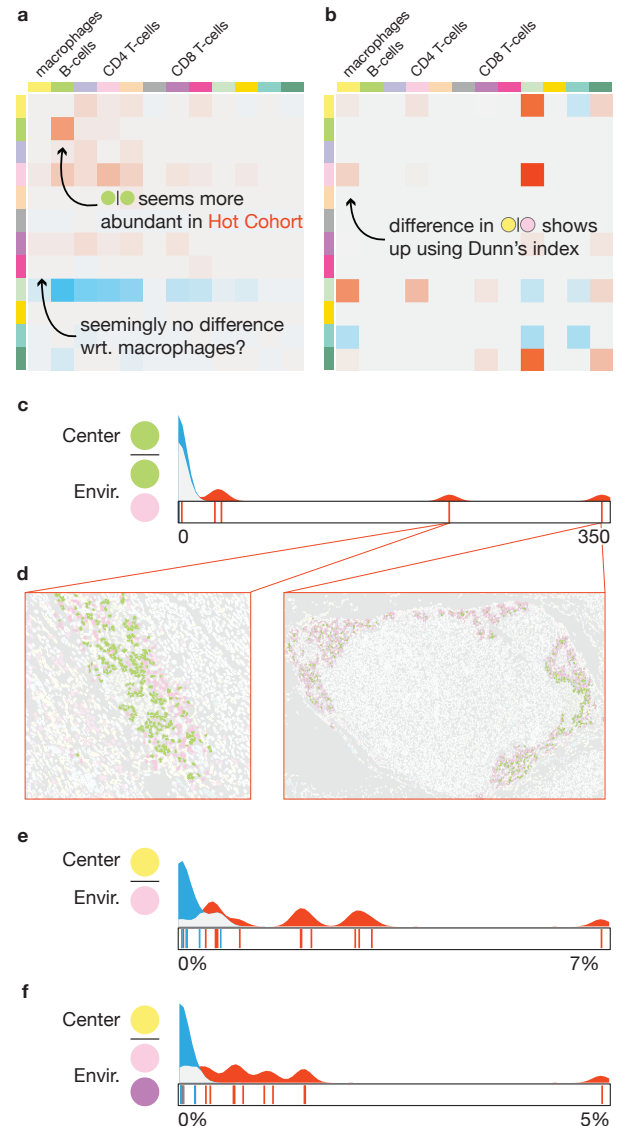 a
b
macrophages
B-cells
CD4 T-cells
CD8 T-cells
macrophages
B-cells
CD4 T-cells
CD8 T-cells
| seems more
abundant in Hot Cohort
seemingly no difference
wrt. macrophages?
difference in | shows
up using Dunn's index
c
Center
Envir.
0
350
d
e
Center
Envir.
0%
7%
f
Center
Envir.
0%
5%